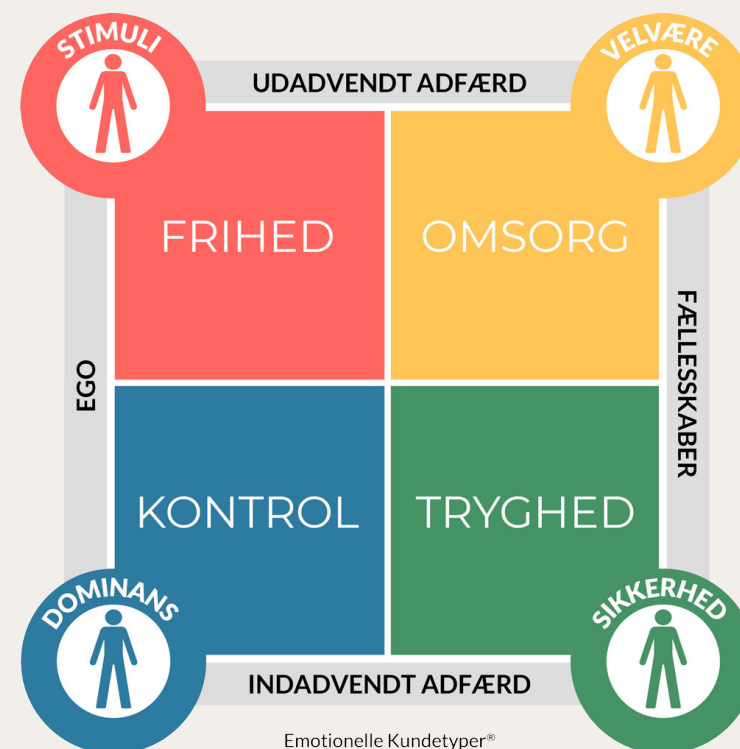 STIMULI
VELVÆRE
UDADVENDT ADFÆRD
FRIHED
OMSORG
EGO
FÆLLESSKABER
KONTROL
TRYGHED
DOMINANS
SIKKERHED
INDADVENDT ADFÆRD
Emotionelle Kundetyper®